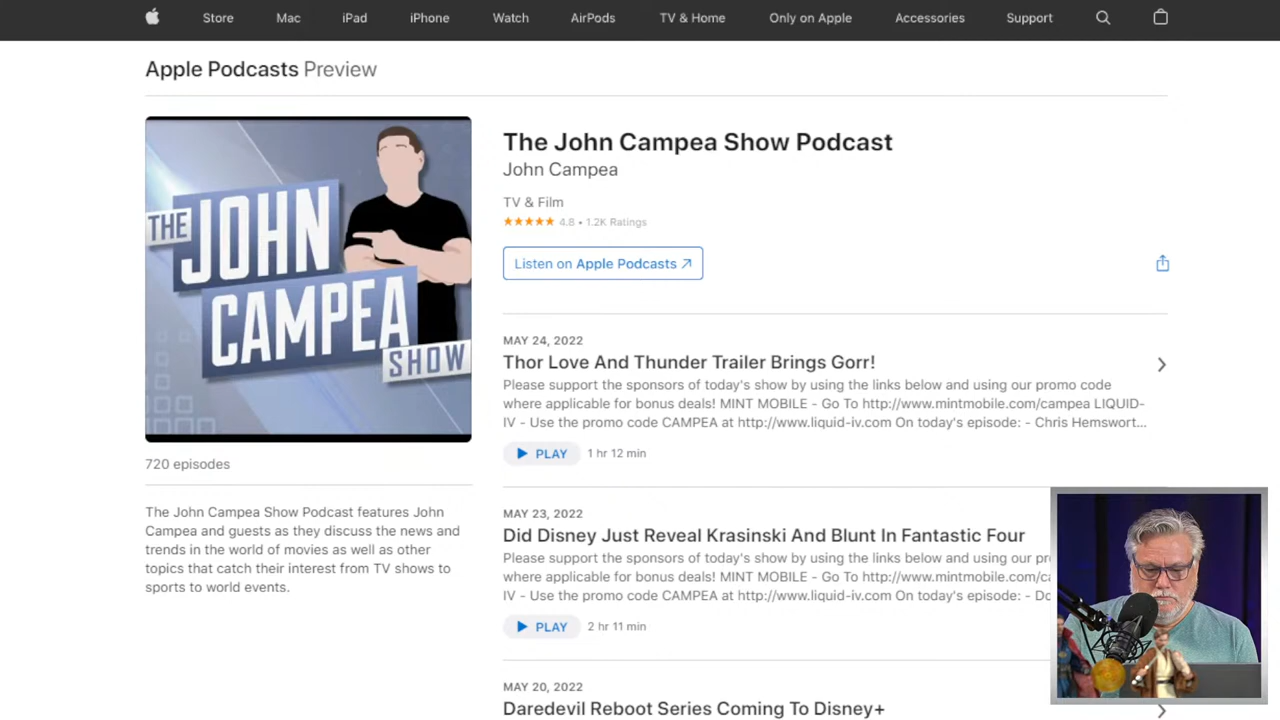 Store Mac iPad iPhone Watch AirPods TV & Home Only on Apple Accessories Support
Apple Podcasts Preview
THE
JOHN
CAMPEA
SHOW
720 episodes
The John Campea Show Podcast features John
Campea and guests as they discuss the news and
trends in the world of movies as well as other
topics that catch their interest from TV shows to
sports to world events.
The John Campea Show Podcast
John Campea
TV & Film
4.8 • 1.2K Ratings
Listen on Apple Podcasts ↗
MAY 24, 2022
Thor Love And Thunder Trailer Brings Gorr!
Please support the sponsors of today's show by using the links below and using our promo code
where applicable for bonus deals! MINT MOBILE - Go To http://www.mintmobile.com/campea LIQUID-
IV - Use the promo code CAMPEA at http://www.liquid-iv.com On today's episode: - Chris Hemswort...
PLAY 1 hr 12 min
MAY 23, 2022
Did Disney Just Reveal Krasinski And Blunt In Fantastic Four
Please support the sponsors of today's show by using the links below and using our pr
where applicable for bonus deals! MINT MOBILE - Go To http://www.mintmobile.com/ca
IV - Use the promo code CAMPEA at http://www.liquid-iv.com On today's episode: - Do
PLAY 2 hr 11 min
MAY 20, 2022
Daredevil Reboot Series Coming To Disney+